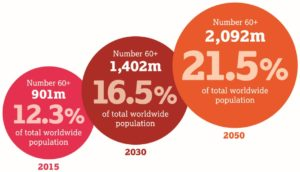 Number 60+
901m
12.3%
of total worldwide
population
2015
Number 60+
1,402m
16.5%
of total worldwide
population
2030
Number 60+
2,092m
21.5%
of total worldwide
population
2050